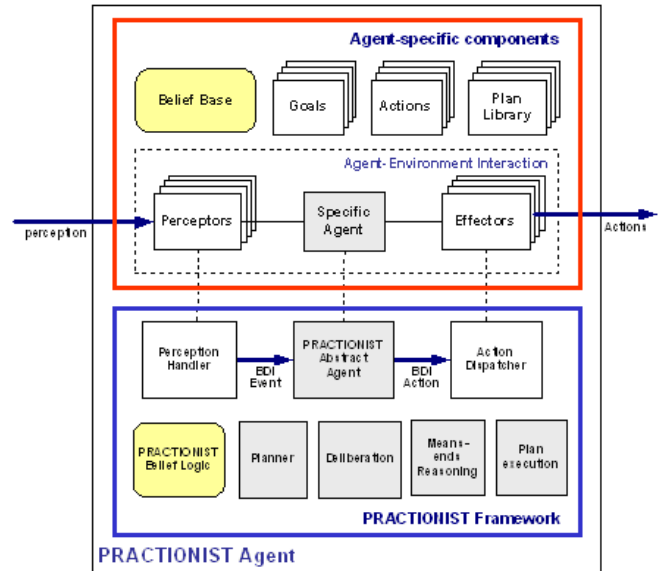 Agent-specific components
Belief Base
Goals
Actions
Plan
Library
Agent-Environment Interaction
perception
Perceptors
Specific
Agent
Effectors
Actions
Perception
Handler
BDI
Event
PRACTIONIST
Abstract
Agent
BDI
Action
Action
Dispatcher
PRACTIONIST
Belief Logic
Planner
Deliberation
Means-
ends
Reasoning
Plan
execution
PRACTIONIST Framework
PRACTIONIST Agent